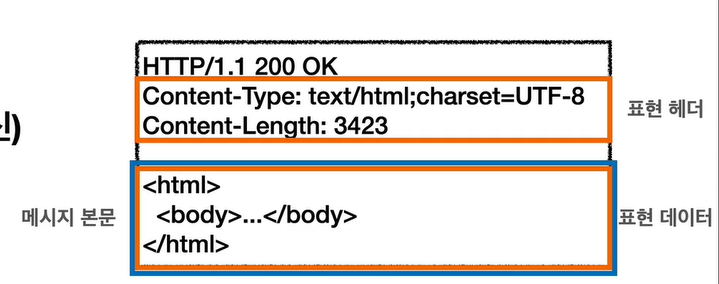 HTTP/1.1 200 OK
Content-Type: text/html;charset=UTF-8
Content-Length: 3423
표현 헤더
<html>
<body>...</body>
</html>
메시지 본문
표현 데이터